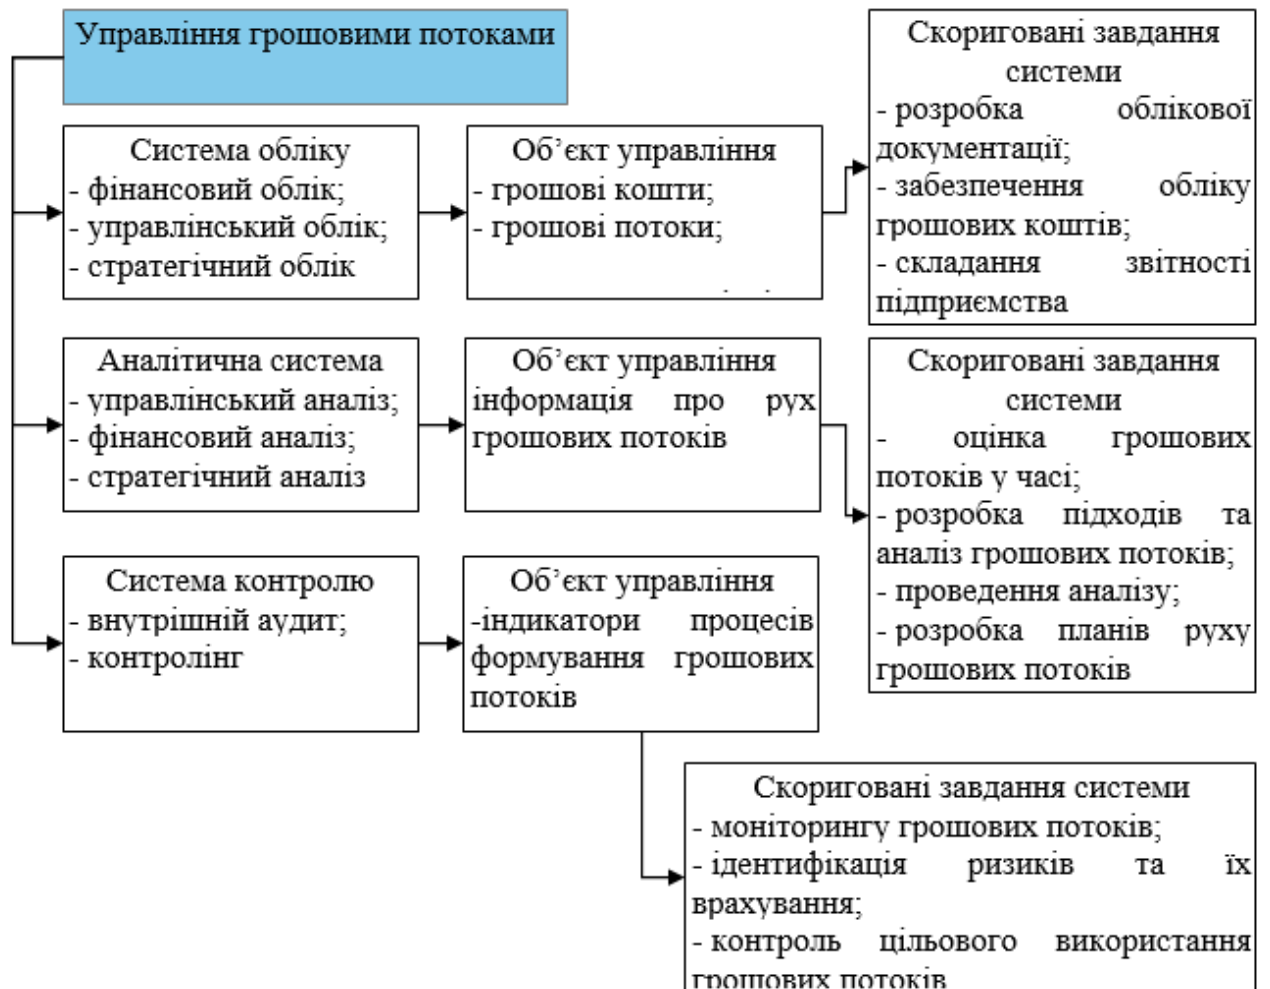 Управління грошовими потоками
Система обліку
- фінансовий облік;
- управлінський облік;
- стратегічний облік
Об’єкт управління
- грошові кошти;
- грошові потоки;
Скориговані завдання
системи
- розробка облікової
документації;
- забезпечення обліку
грошових коштів;
- складання звітності
підприємства
Аналітична система
- управлінський аналіз;
- фінансовий аналіз;
- стратегічний аналіз
Об’єкт управління
інформація про рух
грошових потоків
Скориговані завдання
системи
- оцінка грошових
потоків у часі;
- розробка підходів та
аналіз грошових потоків;
- проведення аналізу;
- розробка планів руху
грошових потоків
Система контролю
- внутрішній аудит;
- контролінг
Об’єкт управління
-індикатори процесів
формування грошових
потоків
Скориговані завдання системи
- моніторингу грошових потоків;
- ідентифікація ризиків та їх
врахування;
- контроль цільового використання
грошових потоків